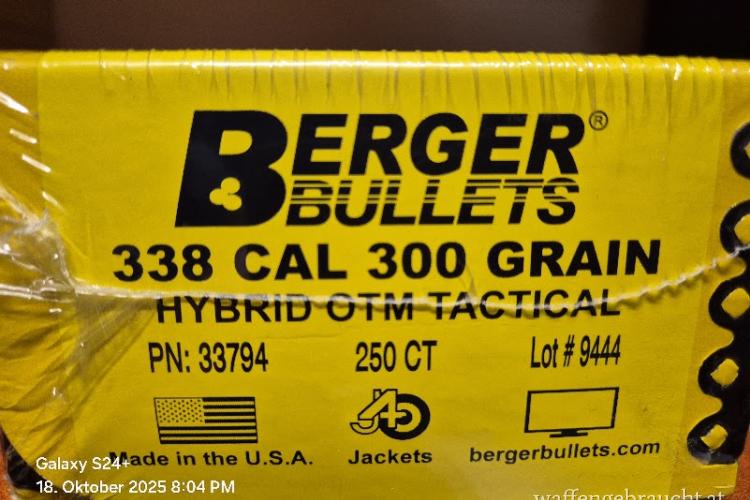 BERGER®
BULLETS
338 CAL 300 GRAIN
HYBRID OTM TACTICAL
PN: 33794 250 CT Lot # 9444
J4
Made in the U.S.A. Jackets bergerbullets.com
Galaxy S24+
18. Oktober 2025 8:04 PM
waffengebraucht.at